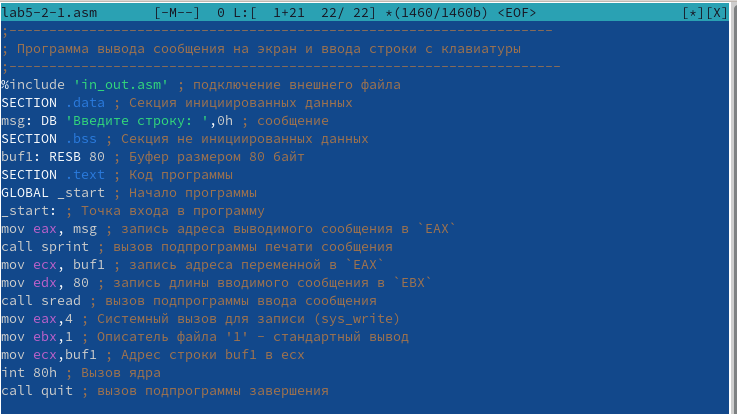 lab5-2-1.asm [-M--] 0 L:[ 1+21 22/ 22] *(1460/1460b) <EOF> [*][X]
;--------------------------------------------------------------------
; Программа вывода сообщения на экран и ввода строки с клавиатуры
;---------------------------------------------------------------------
%include 'in_out.asm' ; подключение внешнего файла
SECTION .data ; Секция инициированных данных
msg: DB 'Введите строку: ',0h ; сообщение
SECTION .bss ; Секция не инициированных данных
buf1: RESB 80 ; Буфер размером 80 байт
SECTION .text ; Код программы
GLOBAL _start ; Начало программы
_start: ; Точка входа в программу
mov eax, msg ; запись адреса выводимого сообщения в `EAX`
call sprint ; вызов подпрограммы печати сообщения
mov ecx, buf1 ; запись адреса переменной в `EAX`
mov edx, 80 ; запись длины вводимого сообщения в `EBX`
call sread ; вызов подпрограммы ввода сообщения
mov eax,4 ; Системный вызов для записи (sys_write)
mov ebx,1 ; Описатель файла '1' - стандартный вывод
mov ecx,buf1 ; Адрес строки buf1 в ecx
int 80h ; Вызов ядра
call quit ; вызов подпрограммы завершения